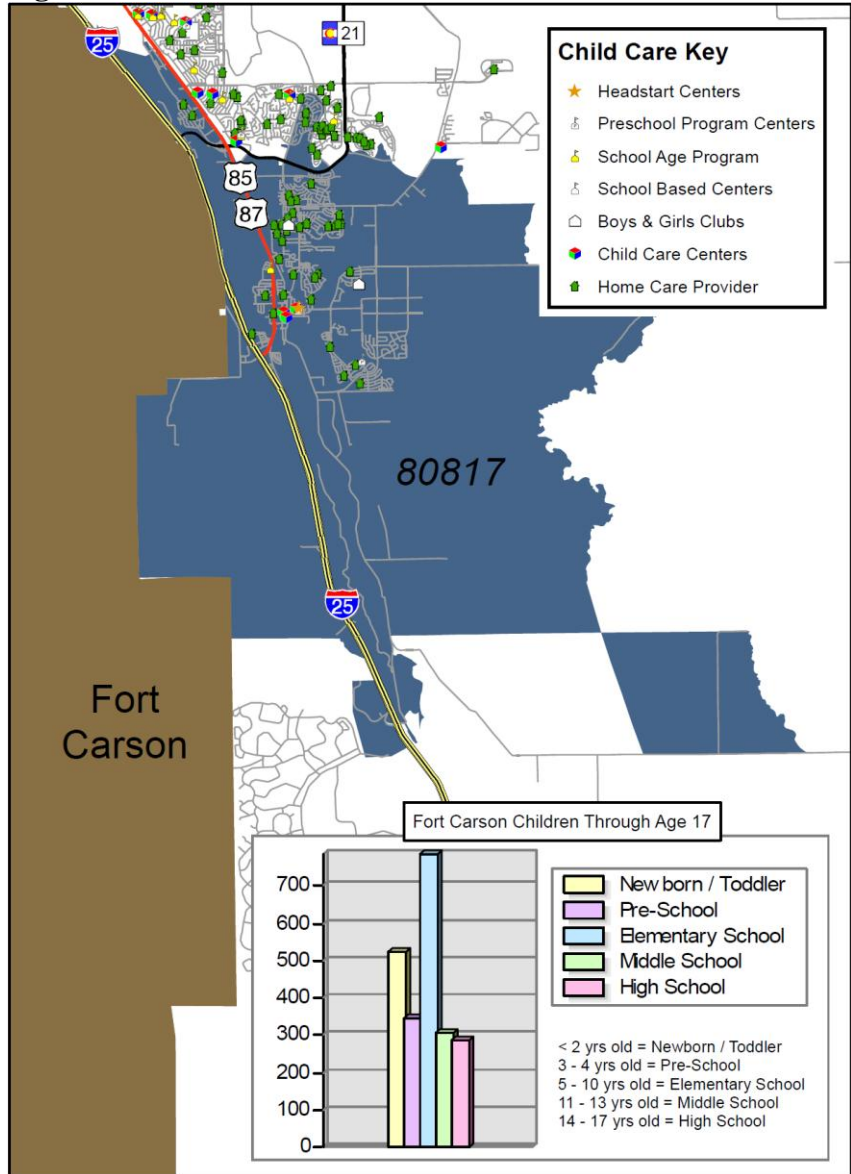 25
21
Child Care Key
Headstart Centers
Preschool Program Centers
School Age Program
School Based Centers
Boys & Girls Clubs
Child Care Centers
Home Care Provider
85
87
80817
25
Fort
Carson
Fort Carson Children Through Age 17
700
600
500
400
300
200
100
0
Newborn / Toddler
Pre-School
Elementary School
Middle School
High School
< 2 yrs old = Newborn / Toddler
3 - 4 yrs old = Pre-School
5 - 10 yrs old = Elementary School
11 - 13 yrs old = Middle School
14 - 17 yrs old = High School